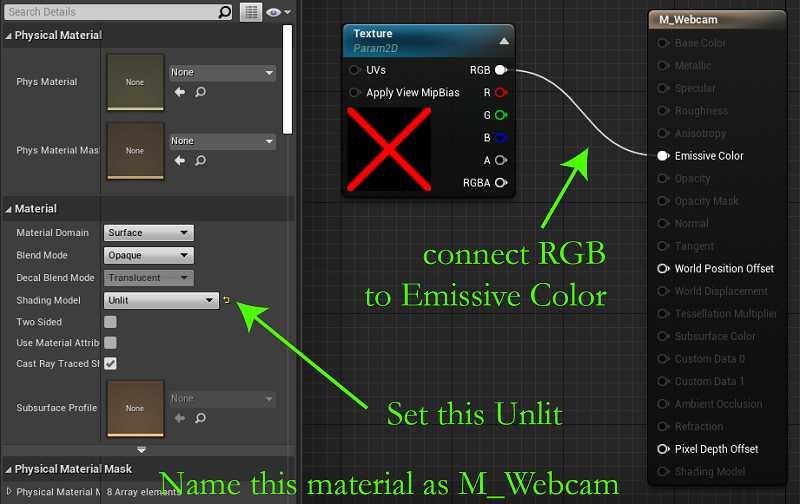 Search Details
Physical Material
Phys Material
None
None
Phys Material Mas
None
None
Material
Material Domain
Surface
Blend Mode
Opaque
Decal Blend Mode
Translucent
Shading Model
Unlit
Two Sided
Use Material Attrib
Cast Ray Traced Sh
Subsurface Profile
None
None
Physical Material Mask
Physical Material M
8 Array elements
Texture
Param2D
UVs
RGB
Apply View MipBias
R
G
B
A
RGBA
M_Webcam
Base Color
Metallic
Specular
Roughness
Anisotropy
Emissive Color
Opacity
Opacity Mask
Normal
Tangent
World Position Offset
World Displacement
Tessellation Multiplier
Subsurface Color
Custom Data 0
Custom Data 1
Ambient Occlusion
Refraction
Pixel Depth Offset
Shading Model
connect RGB
to Emissive Color
Set this Unlit
Name this material as M_Webcam